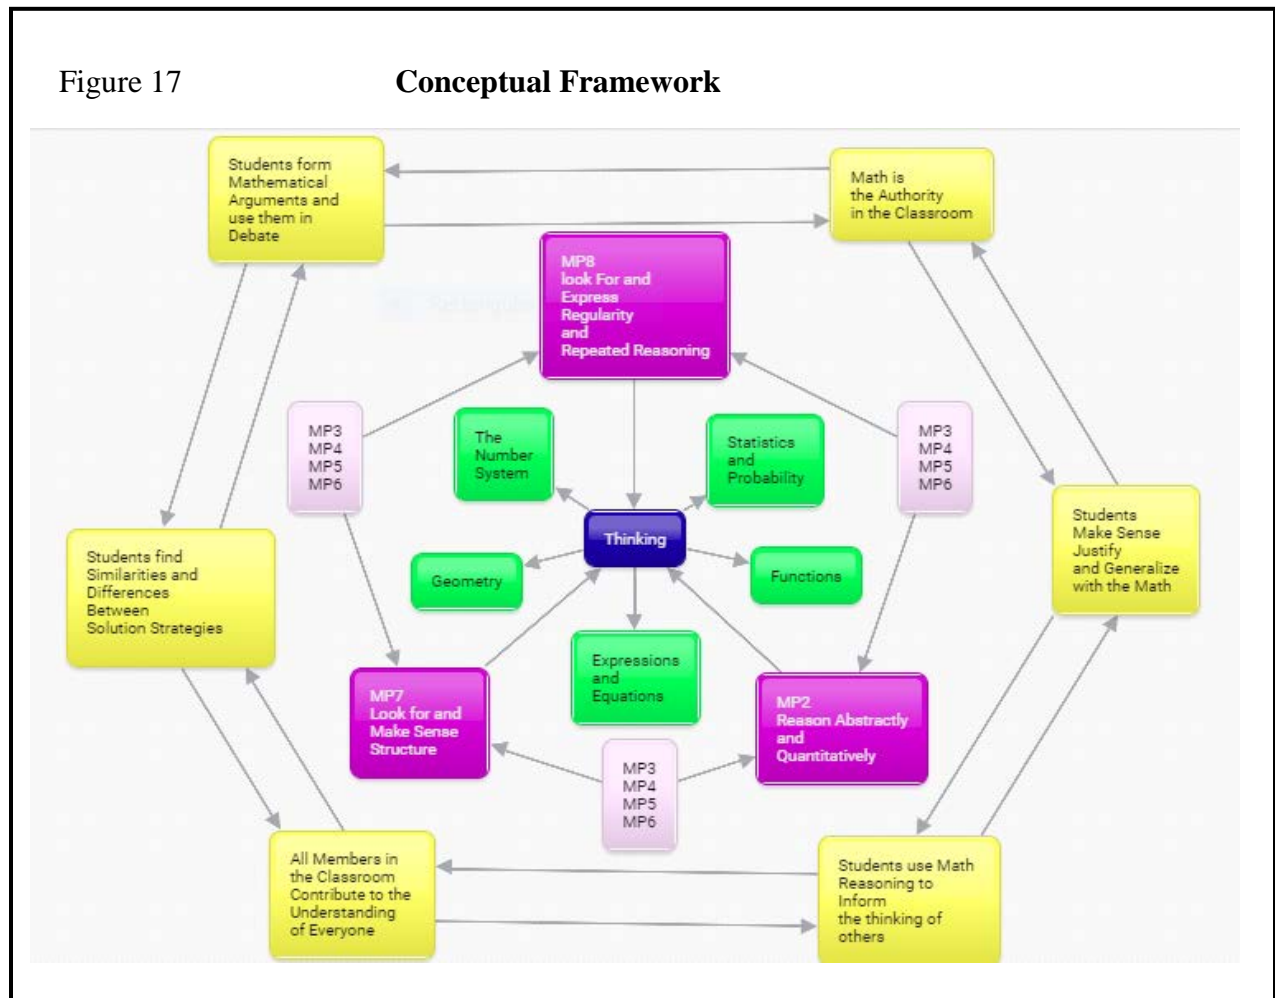 Figure 17
Conceptual Framework
Students form
Mathematical
Arguments and
use them in
Debate
Math is
the Authority
in the Classroom
MP8
look For and
Express
Regularity
and
Repeated Reasoning
MP3
MP4
MP5
MP6
The
Number
System
Statistics
and
Probability
MP3
MP4
MP5
MP6
Students
Make Sense
Justify
and Generalize
with the Math
Thinking
Students find
Similarities and
Differences
Between
Solution Strategies
Geometry
Functions
Expressions
and
Equations
MP7
Look for and
Make Sense
Structure
MP2
Reason Abstractly
and
Quantitatively
MP3
MP4
MP5
MP6
All Members in
the Classroom
Contribute to the
Understanding
of Everyone
Students use Math
Reasoning to
Inform
the thinking of
others